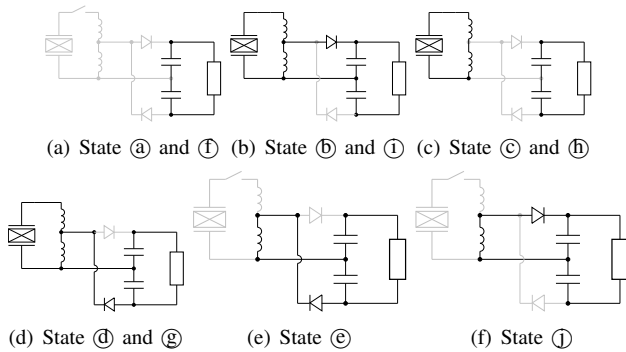 (a) State ⓐ and ⓕ (b) State ⓑ and ⓘ (c) State ⓒ and ⓗ
(d) State ⓓ and ⓖ (e) State ⓔ (f) State ⓙ